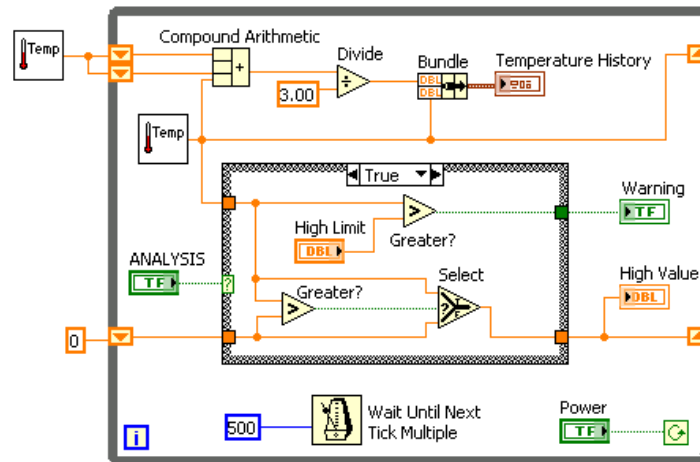 Temp
Compound Arithmetic
+
Divide
÷
3.00
Bundle
DBL
DBL
Temperature History
Temp
True
Warning
TF
>
High Limit
DBL
Greater?
ANALYSIS
TF
?
Greater?
>
Select
?
T
F
High Value
DBL
0
i
500
Wait Until Next
Tick Multiple
Power
TF